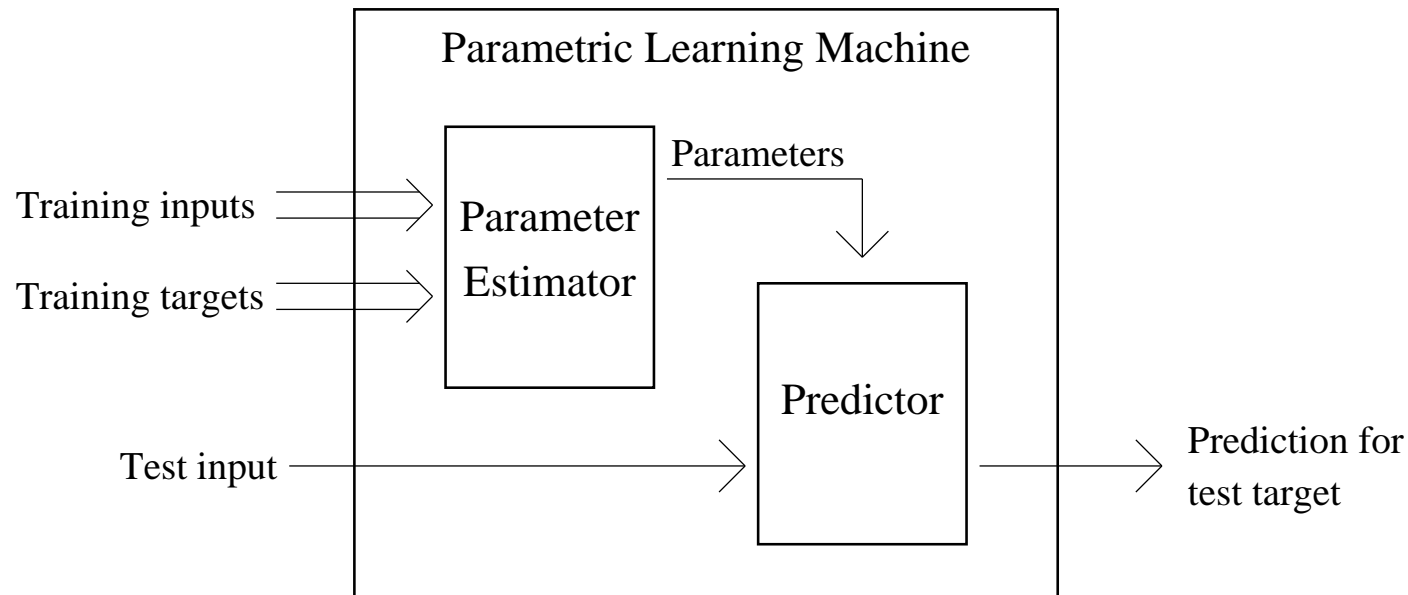 Parametric Learning Machine
Parameters
Training inputs
Parameter
Estimator
Training targets
Predictor
Test input
Prediction for
test target